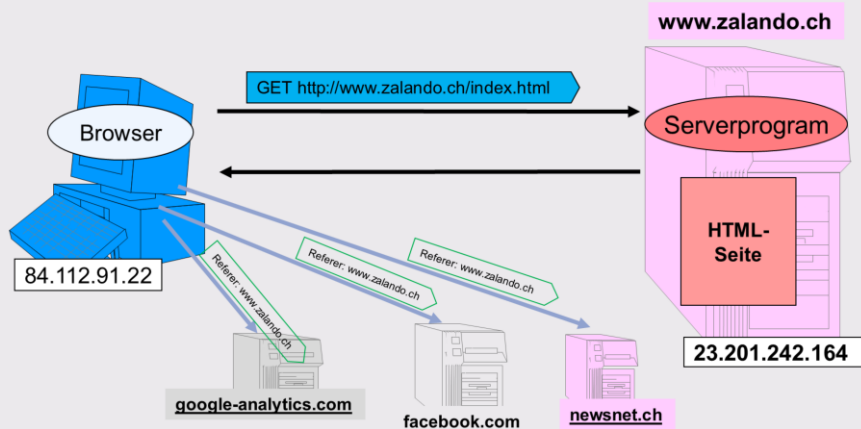 www.zalando.ch
GET http://www.zalando.ch/index.html
Browser
Serverprogram
HTML-
Seite
84.112.91.22
Referer: www.zalando.ch
Referer: www.zalando.ch
Referer: www.zalando.ch
23.201.242.164
google-analytics.com
facebook.com
newsnet.ch